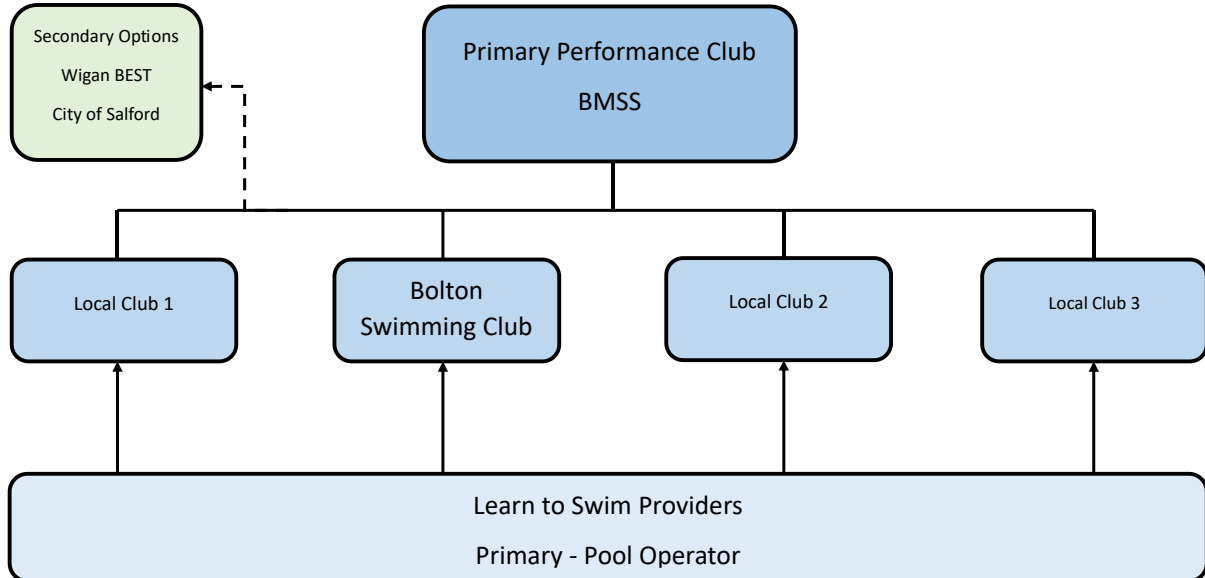 Secondary Options
Wigan BEST
City of Salford
Primary Performance Club
BMSS
Local Club 1
Bolton
Swimming Club
Local Club 2
Local Club 3
Learn to Swim Providers
Primary - Pool Operator